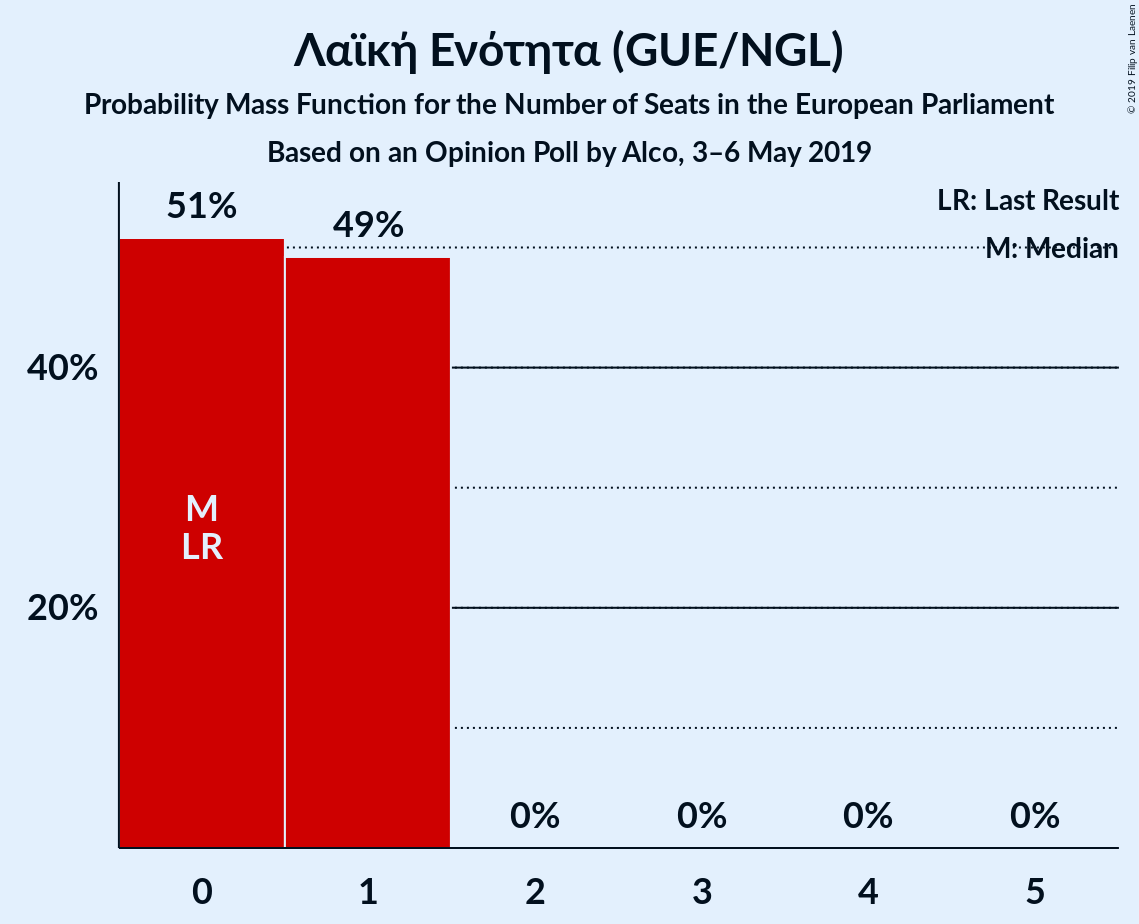 Λαϊκή Ενότητα (GUE/NGL)
Probability Mass Function for the Number of Seats in the European Parliament
Based on an Opinion Poll by Alco, 3–6 May 2019
© 2019 Filip van Laenen
LR: Last Result
M: Median
51%
49%
40%
20%
M
LR
0% 0% 0% 0%
0 1 2 3 4 5